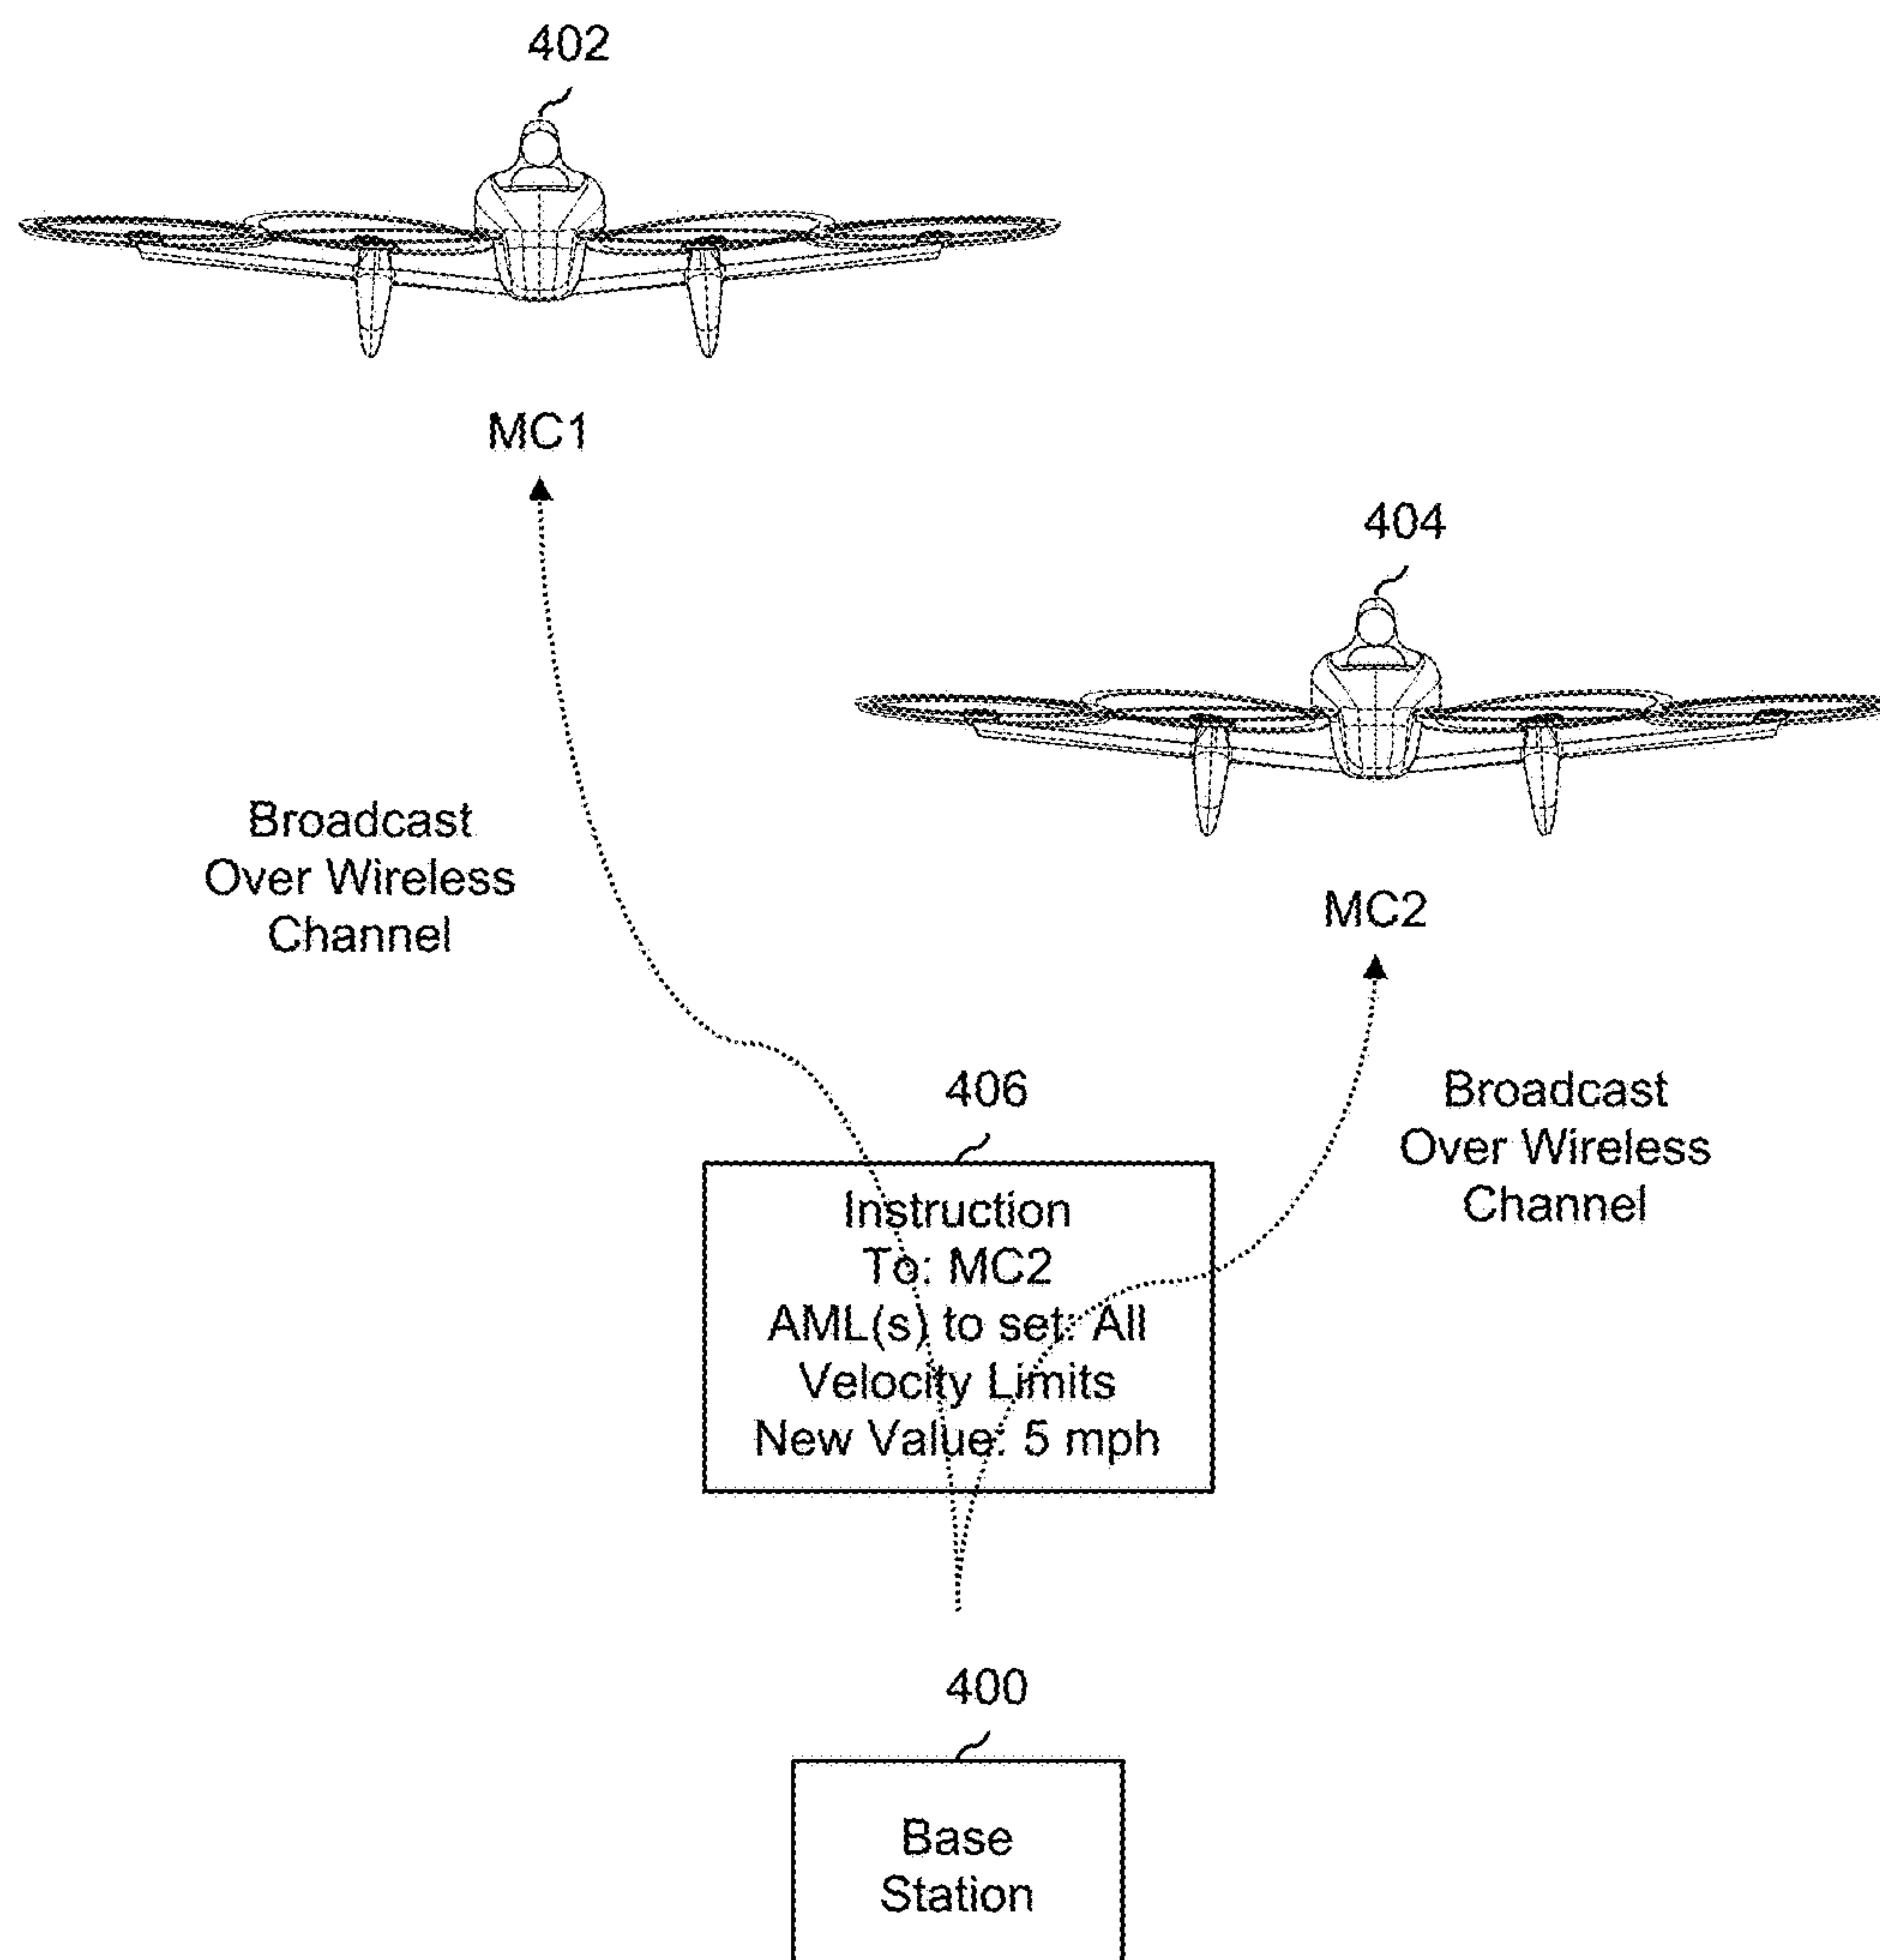 402
MC1
404
Broadcast
Over Wireless
Channel
MC2
406
Broadcast
Over Wireless
Channel
Instruction
To: MC2
AML(s) to set: All
Velocity Limits
New Value: 5 mph
400
Base
Station